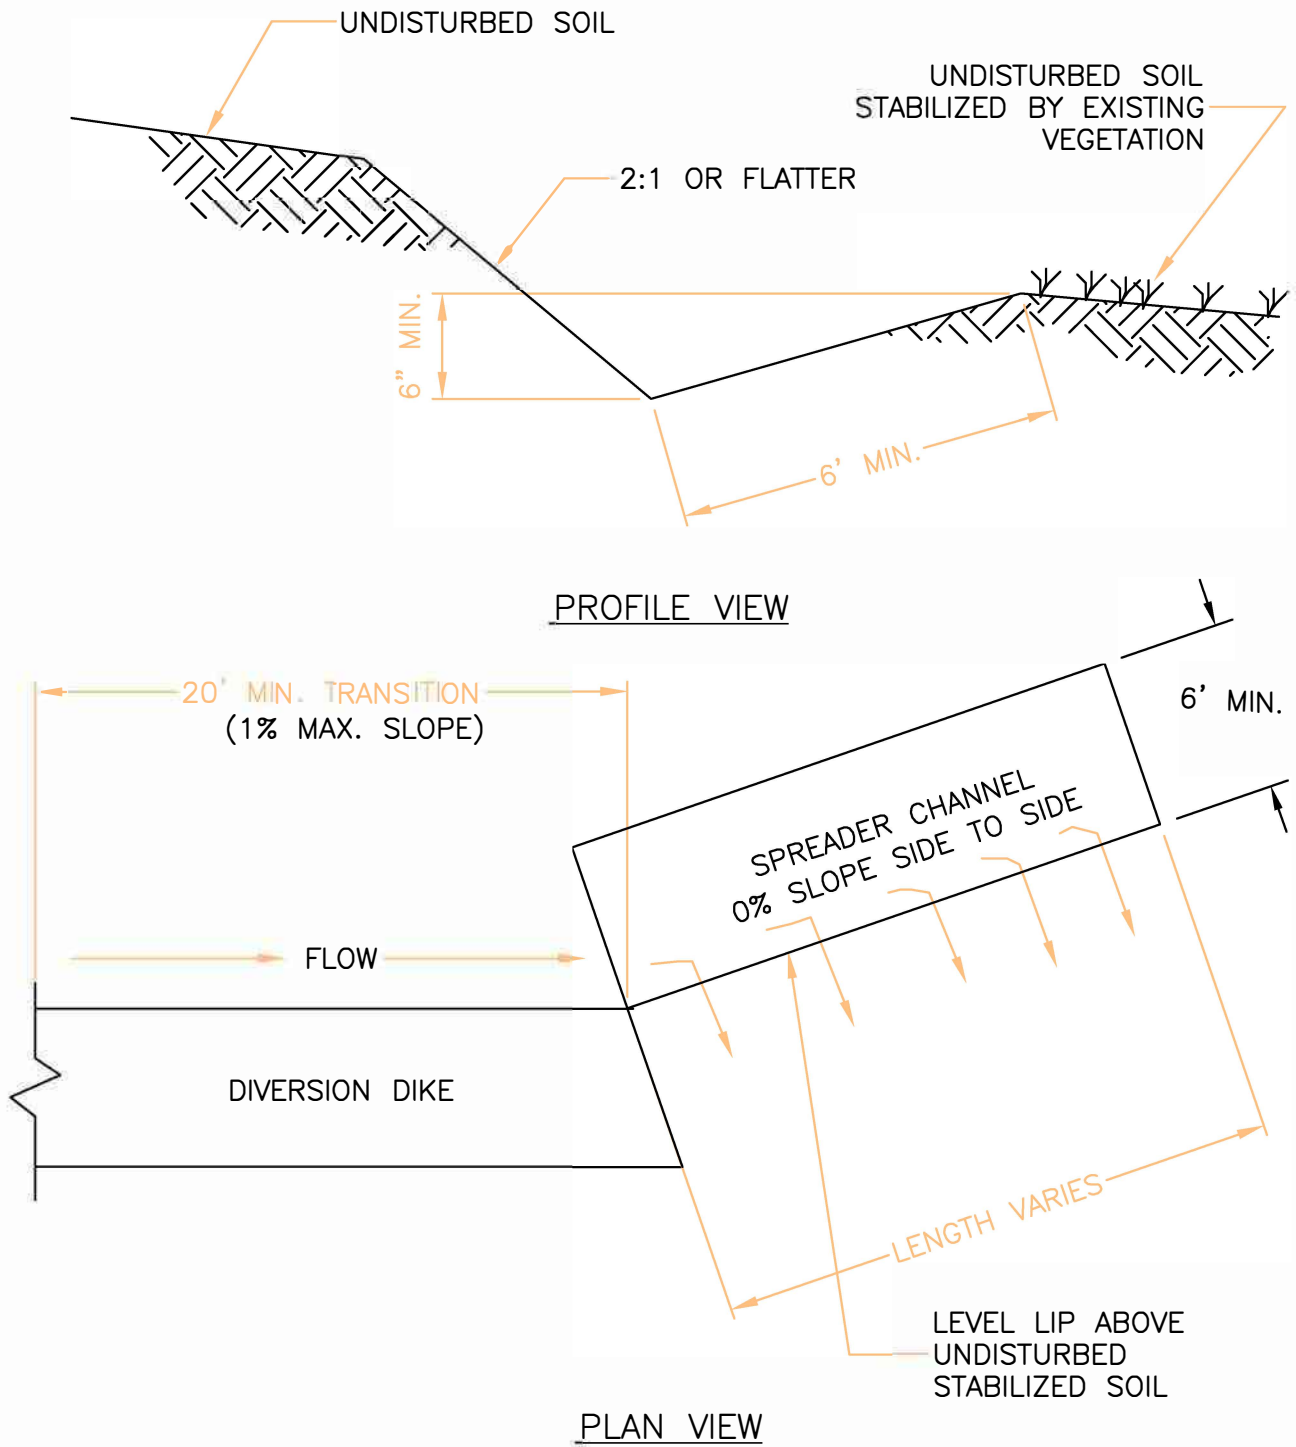 UNDISTURBED SOIL
UNDISTURBED SOIL
STABILIZED BY EXISTING
VEGETATION
2:1 OR FLATTER
6" MIN.
6' MIN.
PROFILE VIEW
20' MIN. TRANSITION
(1% MAX. SLOPE)
6' MIN.
SPREADER CHANNEL
0% SLOPE SIDE TO SIDE
FLOW
DIVERSION DIKE
LENGTH VARIES
LEVEL LIP ABOVE
UNDISTURBED
STABILIZED SOIL
PLAN VIEW